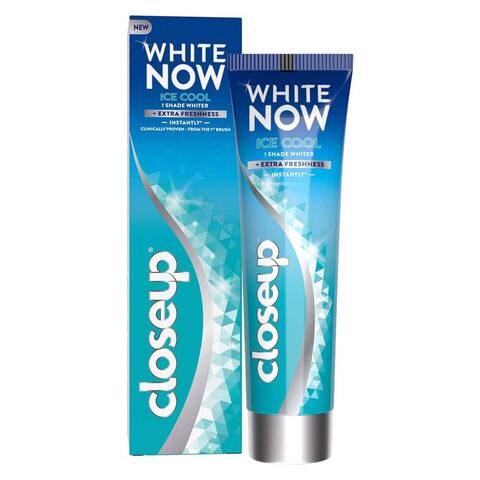 NEW
WHITE
NOW
ICE COOL
1 SHADE WHITER
+ EXTRA FRESHNESS
— INSTANTLY* —
CLINICALLY PROVEN - FROM THE 1ST BRUSH
closeup®
WHITE
NOW
ICE COOL
1 SHADE WHITER
+ EXTRA FRESHNESS
— INSTANTLY* —
closeup®